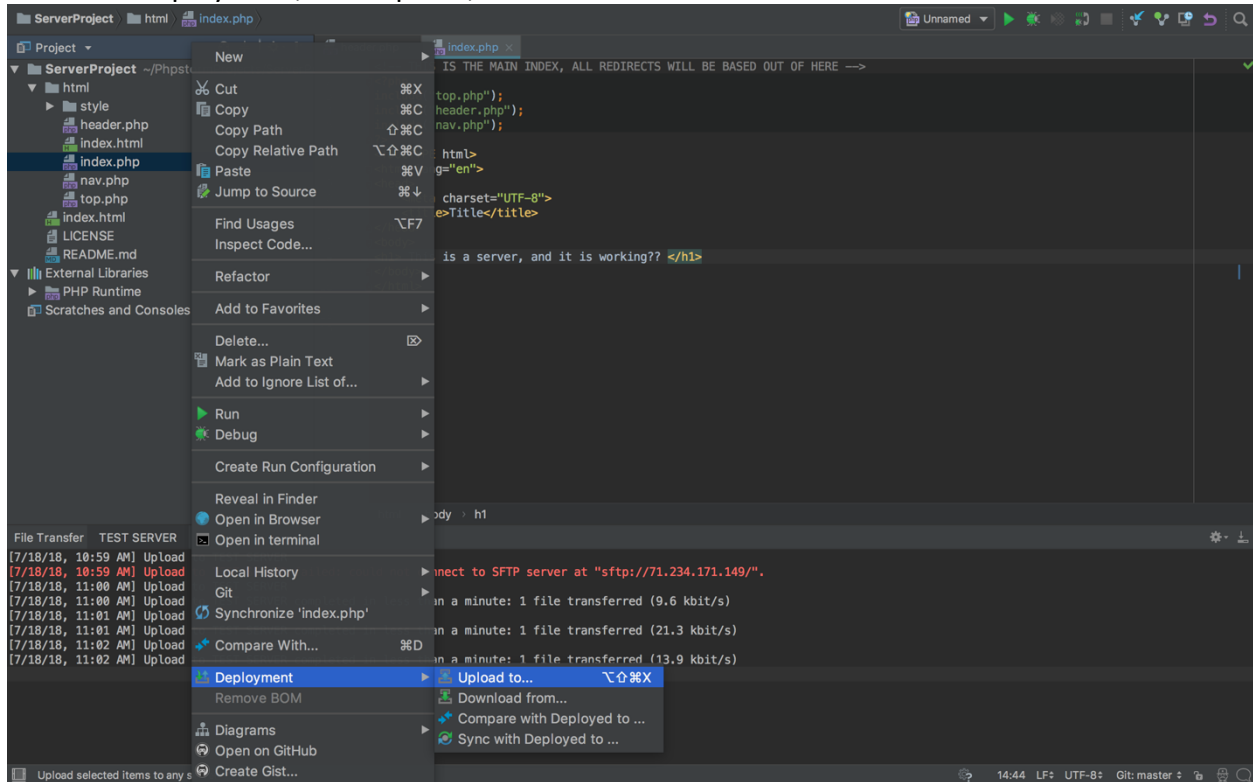 ServerProject html index.php
Unnamed
Project
index.php ×
ServerProject ~/Phpst
html
style
header.php
index.html
index.php
nav.php
top.php
index.html
LICENSE
README.md
External Libraries
PHP Runtime
Scratches and Consoles
New
Cut ⌘X
Copy ⌘C
Copy Path ⇧⌘C
Copy Relative Path ⌥⇧⌘C
Paste ⌘V
Jump to Source ⌘↓
Find Usages ⌥F7
Inspect Code...
Refactor
Add to Favorites
Delete... ⌦
Mark as Plain Text
Add to Ignore List of...
Run
Debug
Create Run Configuration
Reveal in Finder
Open in Browser
Open in terminal
Local History
Git
Synchronize 'index.php'
Compare With... ⌘D
Deployment
Remove BOM
Diagrams
Open on GitHub
Create Gist...
Upload to... ⌥⇧⌘X
Download from...
Compare with Deployed to ...
Sync with Deployed to ...
IS THE MAIN INDEX, ALL REDIRECTS WILL BE BASED OUT OF HERE -->
top.php");
header.php");
nav.php");
html>
g="en">
charset="UTF-8">
e>Title</title>
is a server, and it is working?? </h1>
ody › h1
File Transfer TEST SERVER
[7/18/18, 10:59 AM] Upload
[7/18/18, 10:59 AM] Upload nnect to SFTP server at "sftp://71.234.171.149/".
[7/18/18, 11:00 AM] Upload
[7/18/18, 11:00 AM] Upload an a minute: 1 file transferred (9.6 kbit/s)
[7/18/18, 11:01 AM] Upload
[7/18/18, 11:01 AM] Upload an a minute: 1 file transferred (21.3 kbit/s)
[7/18/18, 11:02 AM] Upload
[7/18/18, 11:02 AM] Upload an a minute: 1 file transferred (13.9 kbit/s)
Upload selected items to any s
14:44 LF÷ UTF-8÷ Git: master ÷